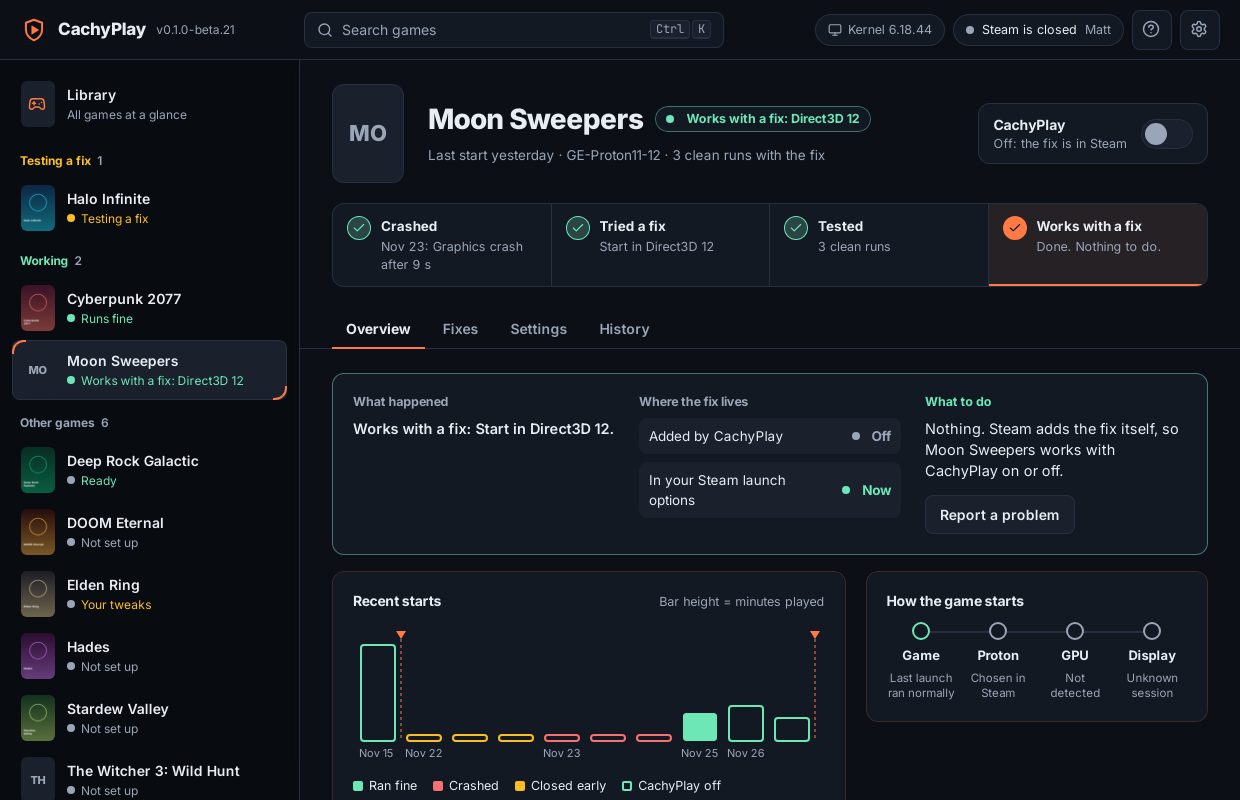 CachyPlay v0.1.0-beta.21
Search games
Ctrl K
Kernel 6.18.44
Steam is closed Matt
Library
All games at a glance
Testing a fix 1
Halo Infinite
Testing a fix
Working 2
Cyberpunk 2077
Runs fine
MO
Moon Sweepers
Works with a fix: Direct3D 12
Other games 6
Deep Rock Galactic
Ready
DOOM Eternal
Not set up
Elden Ring
Your tweaks
Hades
Not set up
Stardew Valley
Not set up
TH
The Witcher 3: Wild Hunt
Not set up
MO
Moon Sweepers
Works with a fix: Direct3D 12
Last start yesterday · GE-Proton11-12 · 3 clean runs with the fix
CachyPlay
Off: the fix is in Steam
Crashed
Nov 23: Graphics crash
after 9 s
Tried a fix
Start in Direct3D 12
Tested
3 clean runs
Works with a fix
Done. Nothing to do.
Overview Fixes Settings History
What happened
Works with a fix: Start in Direct3D 12.
Where the fix lives
Added by CachyPlay Off
In your Steam launch
options
Now
What to do
Nothing. Steam adds the fix itself, so
Moon Sweepers works with
CachyPlay on or off.
Report a problem
Recent starts
Bar height = minutes played
Nov 15 Nov 22 Nov 23 Nov 25 Nov 26
Ran fine Crashed Closed early CachyPlay off
How the game starts
Game Proton GPU Display
Last launch
ran normally
Chosen in
Steam
Not
detected
Unknown
session